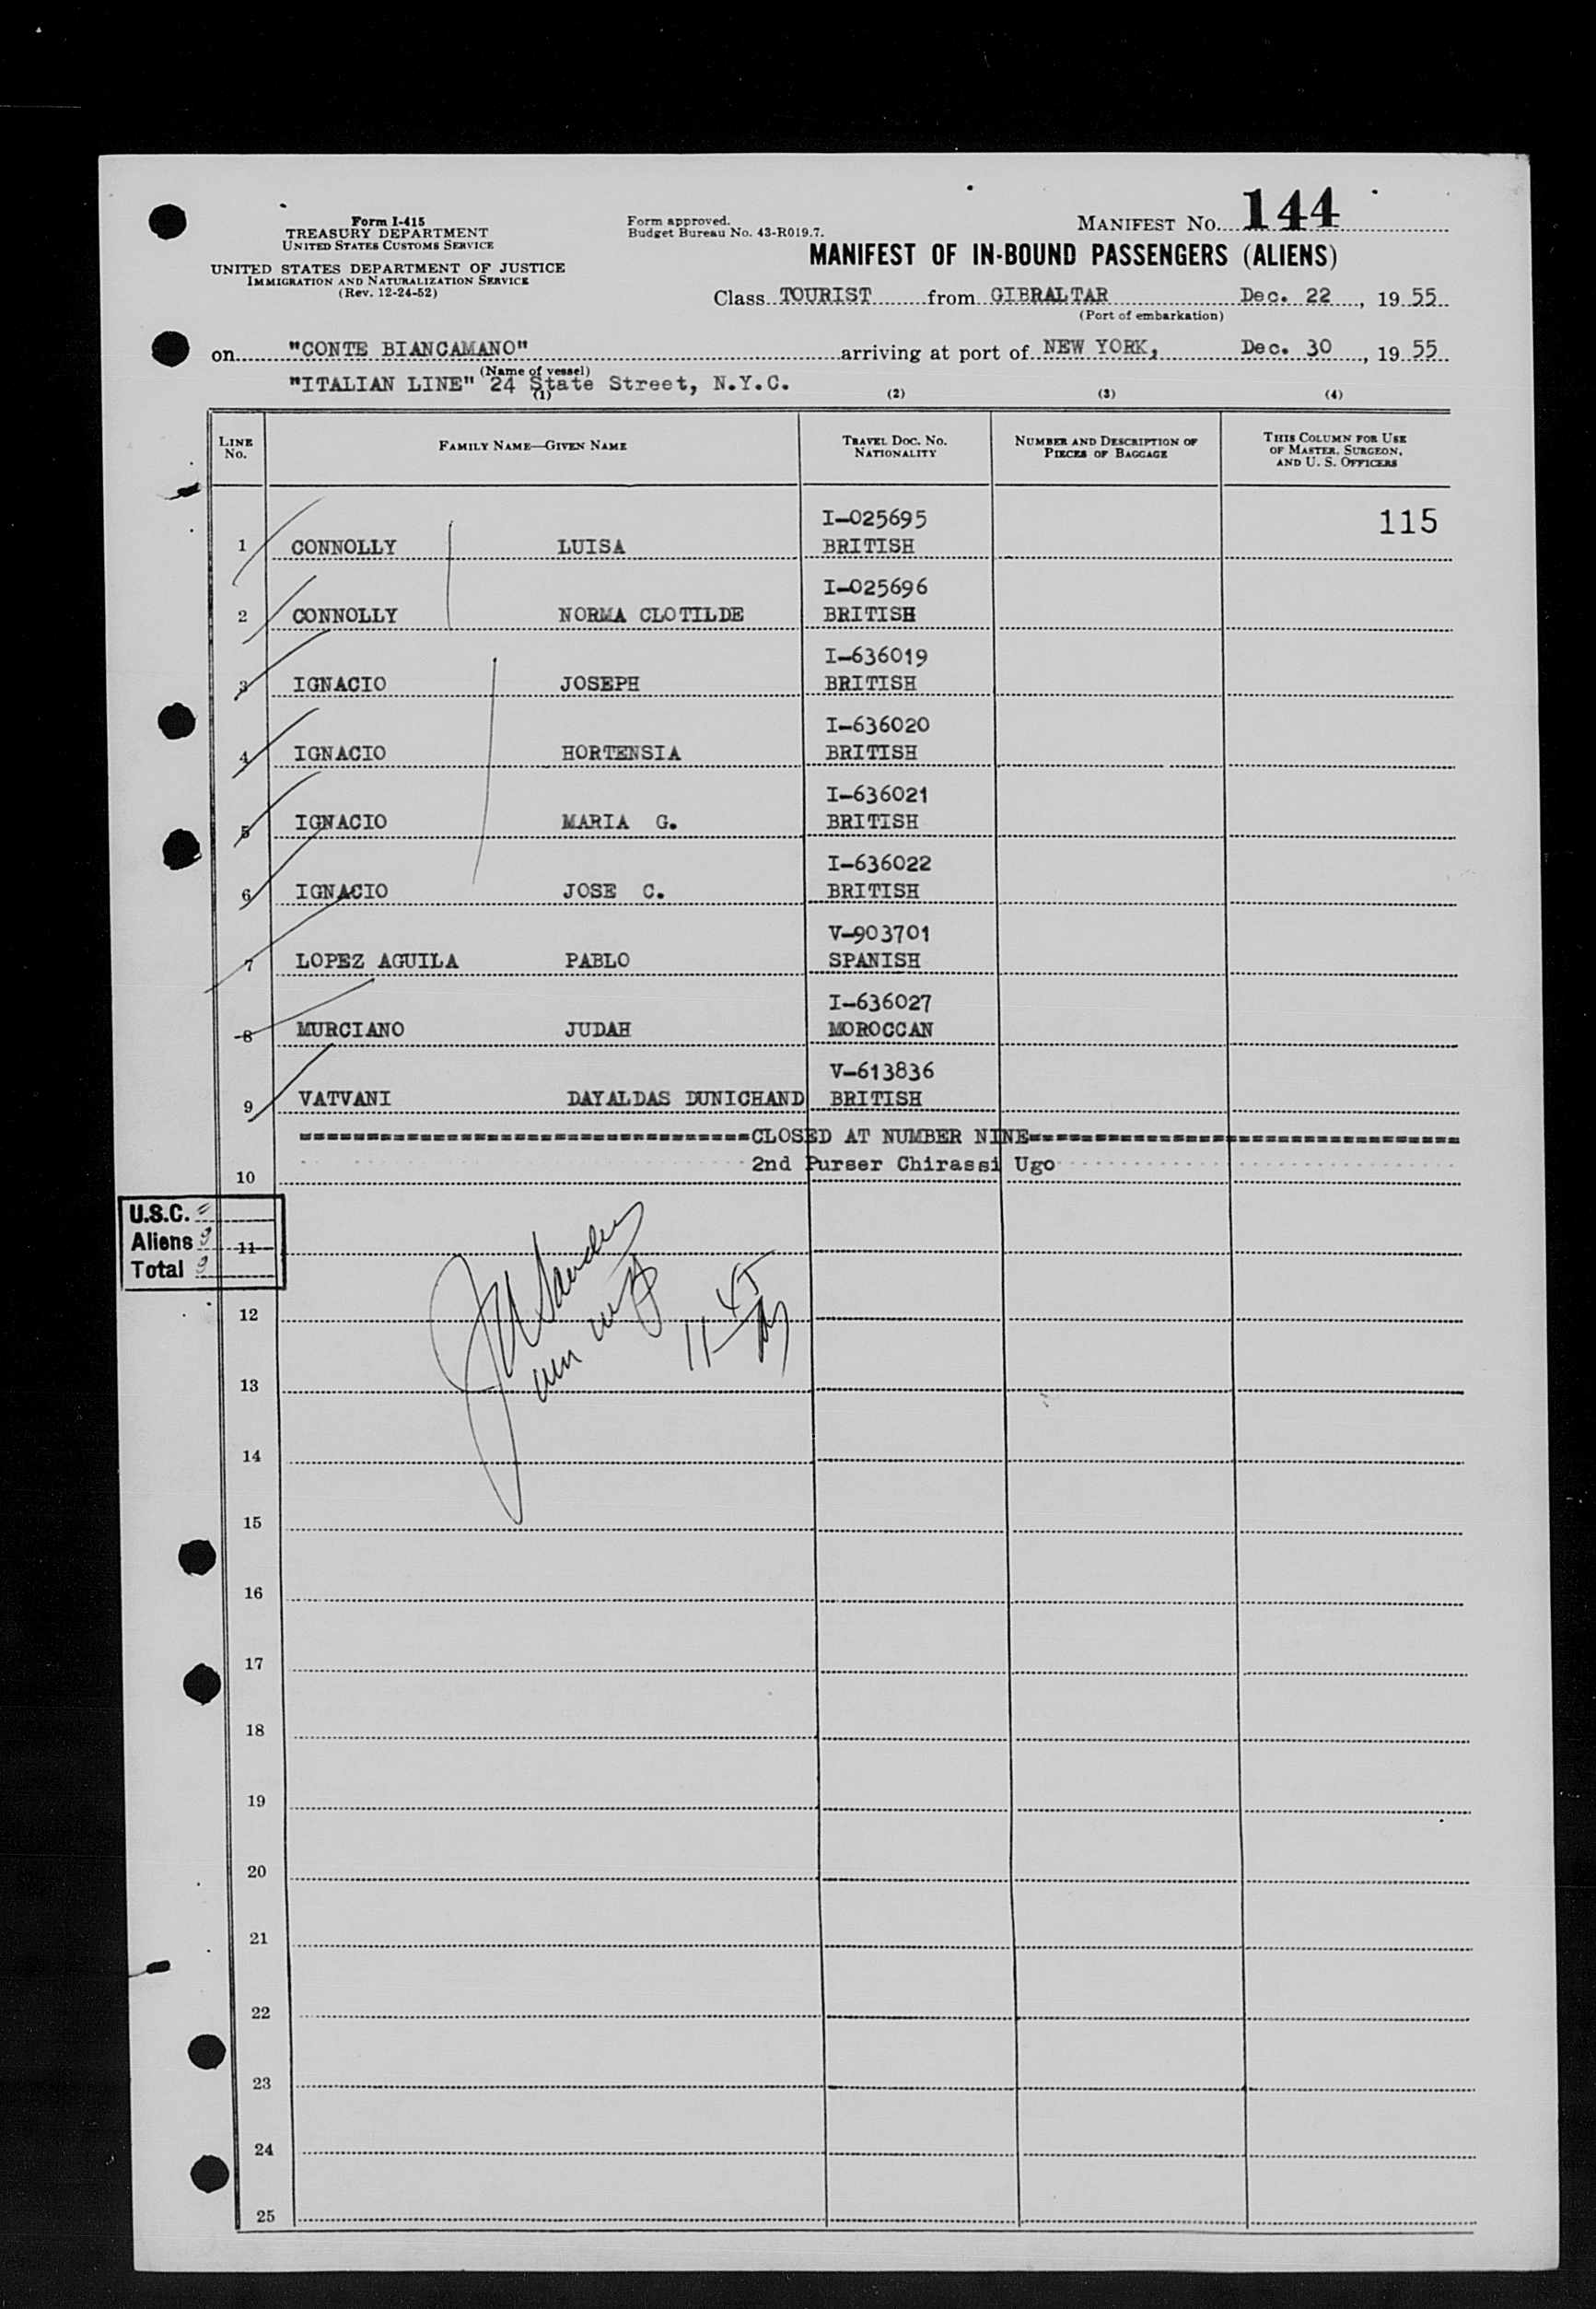 Form I-415
TREASURY DEPARTMENT
UNITED STATES CUSTOMS SERVICE
UNITED STATES DEPARTMENT OF JUSTICE
IMMIGRATION AND NATURALIZATION SERVICE
(Rev. 12-24-52)
Form approved.
Budget Bureau No. 43-R019.7.
MANIFEST No. 144
MANIFEST OF IN-BOUND PASSENGERS (ALIENS)
Class TOURIST from GIBRALTAR Dec. 22, 19 55
(Port of embarkation)
on "CONTE BIANCAMANO" arriving at port of NEW YORK, Dec. 30, 19 55
(Name of vessel)
"ITALIAN LINE" 24 State Street, N.Y.C.
(1) (2) (3) (4)
LINE No. FAMILY NAME—GIVEN NAME TRAVEL DOC. NO. NATIONALITY NUMBER AND DESCRIPTION OF PIECES OF BAGGAGE THIS COLUMN FOR USE OF MASTER, SURGEON, AND U. S. OFFICERS
I-025695 115
1 CONNOLLY LUISA BRITISH
I-025696
2 CONNOLLY NORMA CLOTILDE BRITISH
I-636019
3 IGNACIO JOSEPH BRITISH
I-636020
4 IGNACIO HORTENSIA BRITISH
I-636021
5 IGNACIO MARIA G. BRITISH
I-636022
6 IGNACIO JOSE C. BRITISH
V-903701
7 LOPEZ AGUILA PABLO SPANISH
I-636027
8 MURCIANO JUDAH MOROCCAN
V-613836
9 VATVANI DAYALDAS DUNICHAND BRITISH
CLOSED AT NUMBER NINE
2nd Purser Chirassi Ugo
10
U.S.C.
Aliens 9
11
Total 9
11-45
12
13
14
15
16
17
18
19
20
21
22
23
24
25